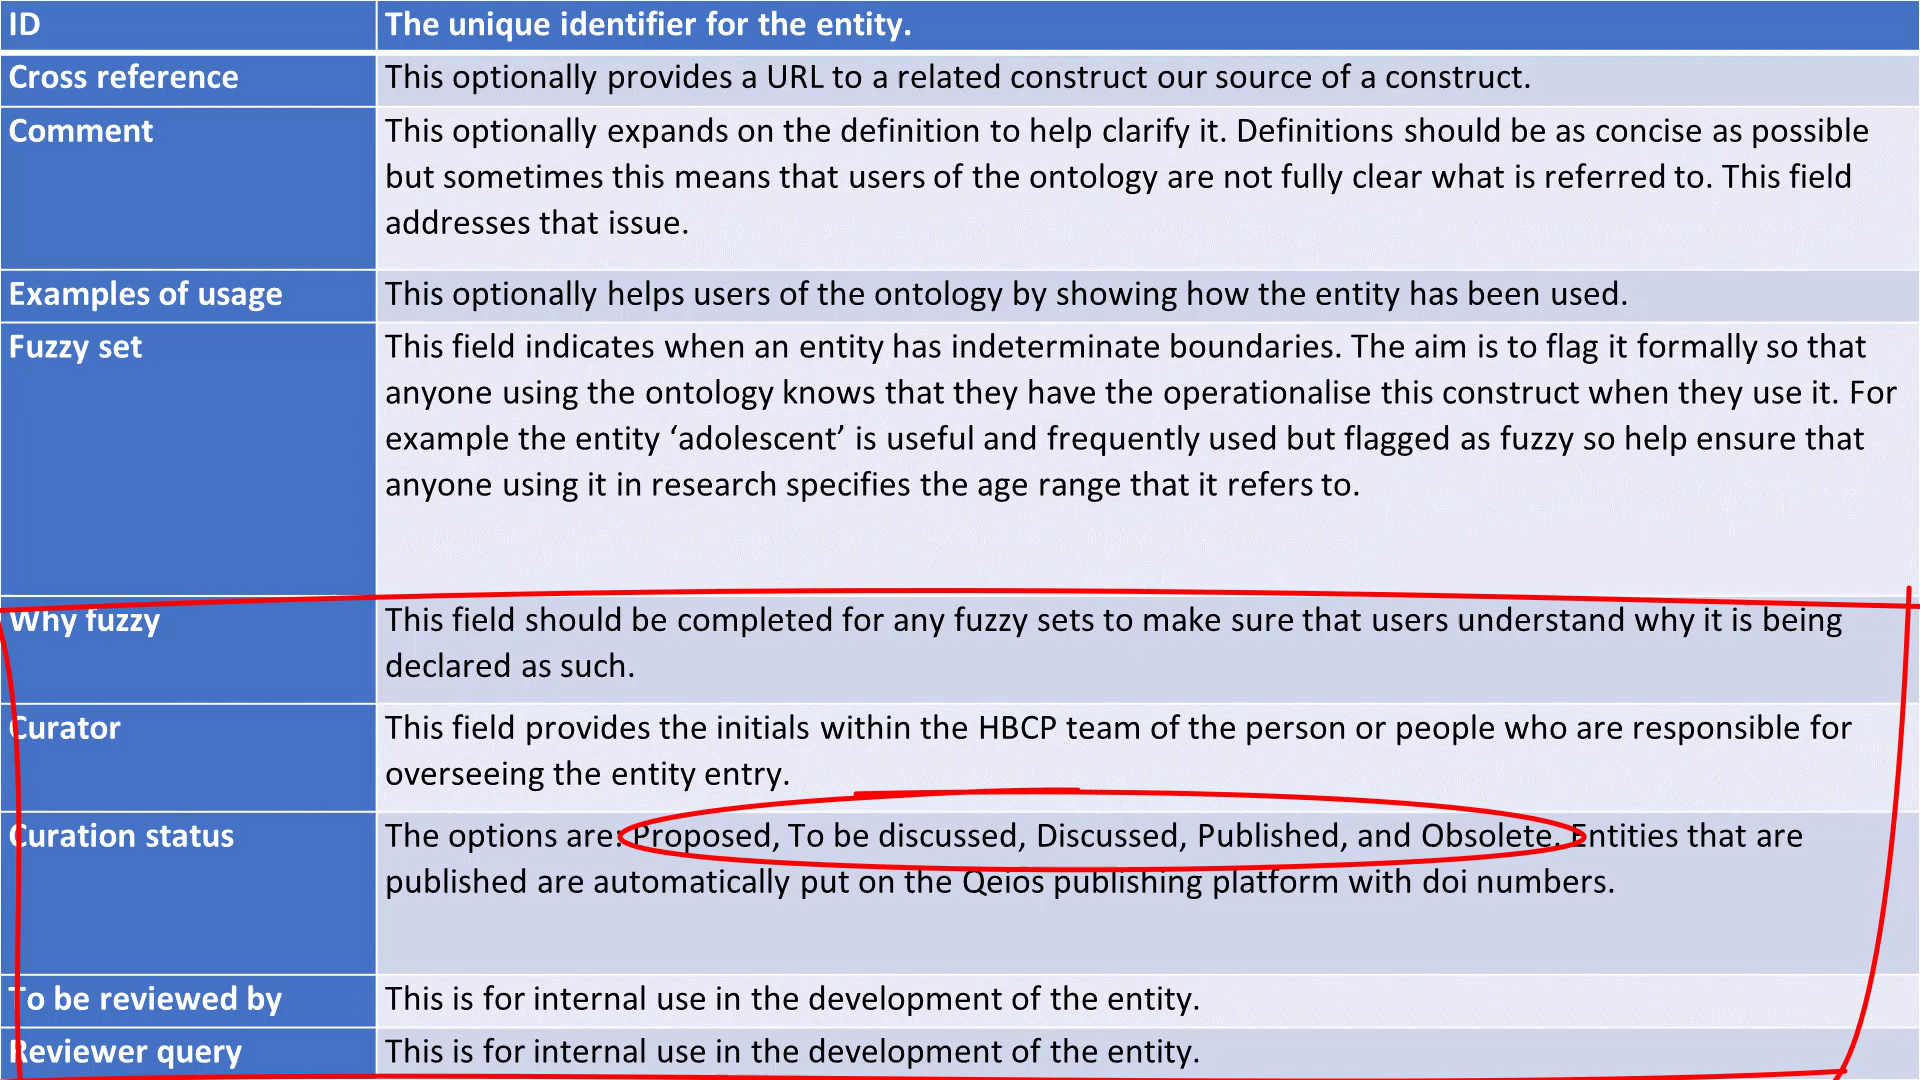 ID
The unique identifier for the entity.
Cross reference
This optionally provides a URL to a related construct our source of a construct.
Comment
This optionally expands on the definition to help clarify it. Definitions should be as concise as possible
but sometimes this means that users of the ontology are not fully clear what is referred to. This field
addresses that issue.
Examples of usage
This optionally helps users of the ontology by showing how the entity has been used.
Fuzzy set
This field indicates when an entity has indeterminate boundaries. The aim is to flag it formally so that
anyone using the ontology knows that they have the operationalise this construct when they use it. For
example the entity ‘adolescent’ is useful and frequently used but flagged as fuzzy so help ensure that
anyone using it in research specifies the age range that it refers to.
Why fuzzy
This field should be completed for any fuzzy sets to make sure that users understand why it is being
declared as such.
Curator
This field provides the initials within the HBCP team of the person or people who are responsible for
overseeing the entity entry.
Curation status
The options are: Proposed, To be discussed, Discussed, Published, and Obsolete. Entities that are
published are automatically put on the Qeios publishing platform with doi numbers.
To be reviewed by
This is for internal use in the development of the entity.
Reviewer query
This is for internal use in the development of the entity.